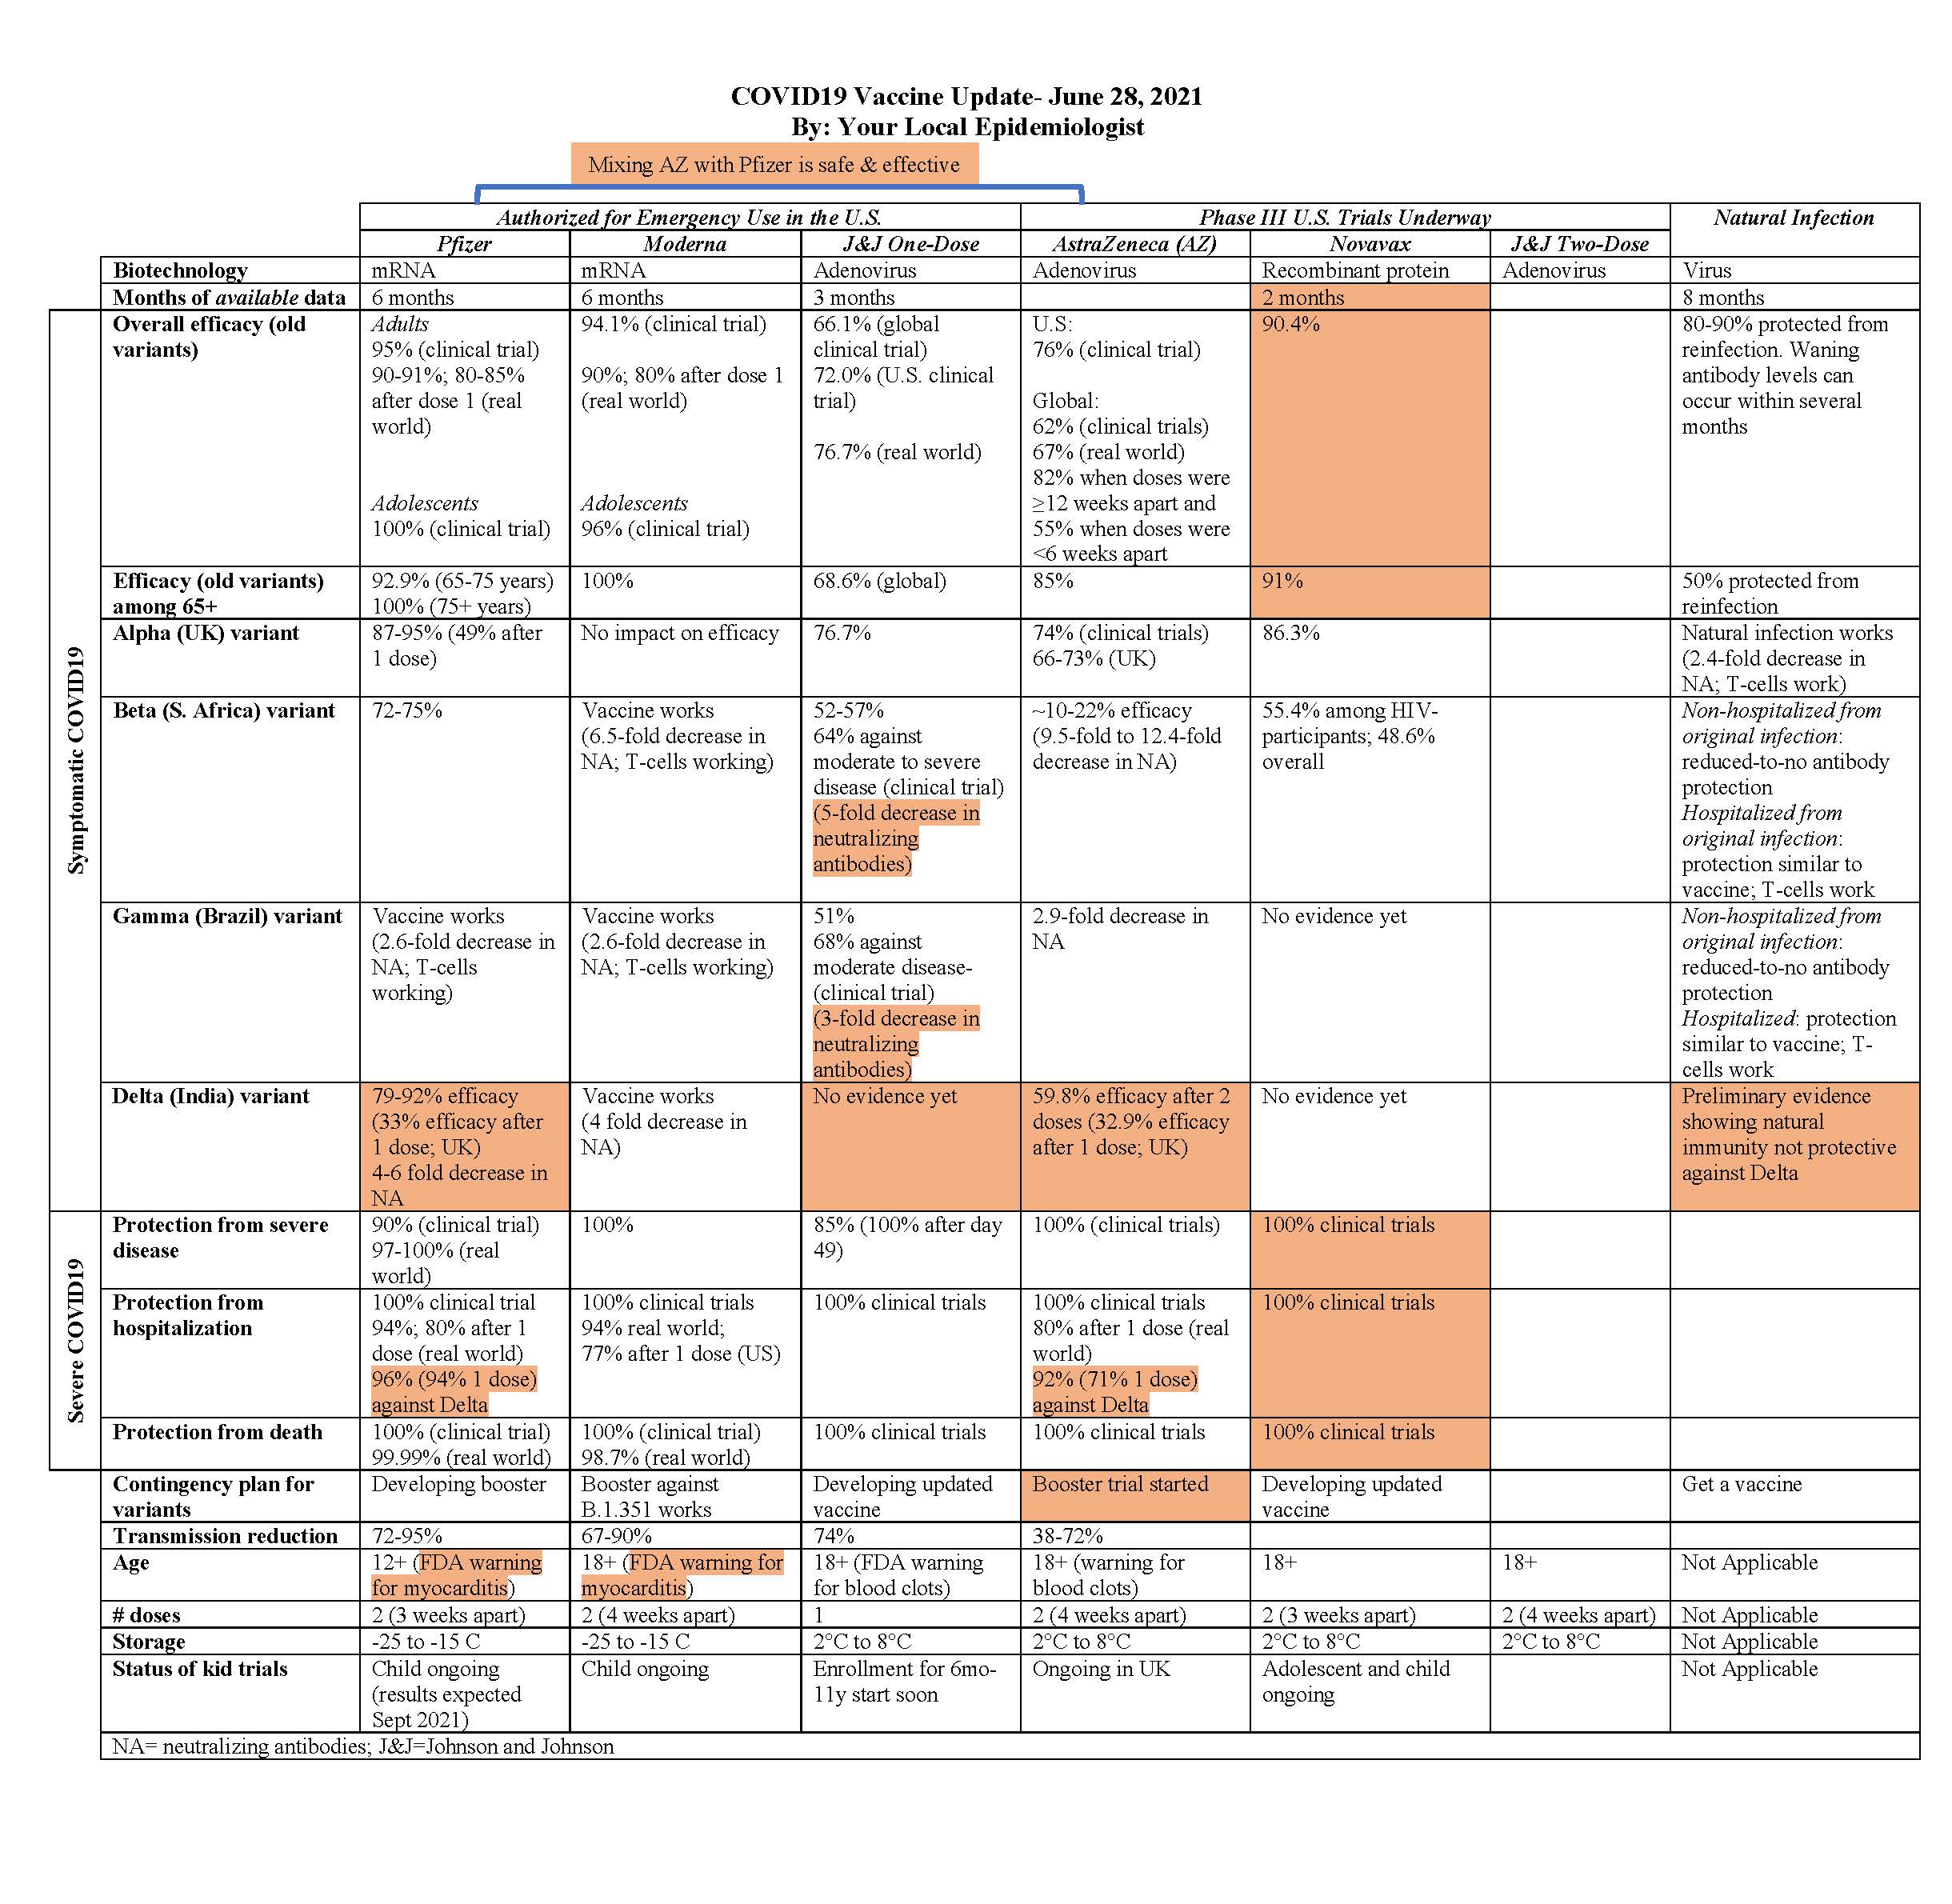 COVID19 Vaccine Update- June 28, 2021
By: Your Local Epidemiologist
Mixing AZ with Pfizer is safe & effective
Authorized for Emergency Use in the U.S.
Phase III U.S. Trials Underway
Natural Infection
Pfizer
Moderna
J&J One-Dose
AstraZeneca (AZ)
Novavax
J&J Two-Dose
Biotechnology
mRNA
mRNA
Adenovirus
Adenovirus
Recombinant protein
Adenovirus
Virus
Months of available data
6 months
6 months
3 months
2 months
8 months
Symptomatic COVID19
Overall efficacy (old
variants)
Adults
95% (clinical trial)
90-91%; 80-85%
after dose 1 (real
world)
Adolescents
100% (clinical trial)
94.1% (clinical trial)
90%; 80% after dose 1
(real world)
Adolescents
96% (clinical trial)
66.1% (global
clinical trial)
72.0% (U.S. clinical
trial)
76.7% (real world)
U.S:
76% (clinical trial)
Global:
62% (clinical trials)
67% (real world)
82% when doses were
≥12 weeks apart and
55% when doses were
<6 weeks apart
90.4%
80-90% protected from
reinfection. Waning
antibody levels can
occur within several
months
Efficacy (old variants)
among 65+
92.9% (65-75 years)
100% (75+ years)
100%
68.6% (global)
85%
91%
50% protected from
reinfection
Alpha (UK) variant
87-95% (49% after
1 dose)
No impact on efficacy
76.7%
74% (clinical trials)
66-73% (UK)
86.3%
Natural infection works
(2.4-fold decrease in
NA; T-cells work)
Beta (S. Africa) variant
72-75%
Vaccine works
(6.5-fold decrease in
NA; T-cells working)
52-57%
64% against
moderate to severe
disease (clinical trial)
(5-fold decrease in
neutralizing
antibodies)
~10-22% efficacy
(9.5-fold to 12.4-fold
decrease in NA)
55.4% among HIV-
participants; 48.6%
overall
Non-hospitalized from
original infection:
reduced-to-no antibody
protection
Hospitalized from
original infection:
protection similar to
vaccine; T-cells work
Gamma (Brazil) variant
Vaccine works
(2.6-fold decrease in
NA; T-cells
working)
Vaccine works
(2.6-fold decrease in
NA; T-cells working)
51%
68% against
moderate disease-
(clinical trial)
(3-fold decrease in
neutralizing
antibodies)
2.9-fold decrease in
NA
No evidence yet
Non-hospitalized from
original infection:
reduced-to-no antibody
protection
Hospitalized: protection
similar to vaccine; T-
cells work
Delta (India) variant
79-92% efficacy
(33% efficacy after
1 dose; UK)
4-6 fold decrease in
NA
Vaccine works
(4 fold decrease in
NA)
No evidence yet
59.8% efficacy after 2
doses (32.9% efficacy
after 1 dose; UK)
No evidence yet
Preliminary evidence
showing natural
immunity not protective
against Delta
Severe COVID19
Protection from severe
disease
90% (clinical trial)
97-100% (real
world)
100%
85% (100% after day
49)
100% (clinical trials)
100% clinical trials
Protection from
hospitalization
100% clinical trial
94%; 80% after 1
dose (real world)
96% (94% 1 dose)
against Delta
100% clinical trials
94% real world;
77% after 1 dose (US)
100% clinical trials
100% clinical trials
80% after 1 dose (real
world)
92% (71% 1 dose)
against Delta
100% clinical trials
Protection from death
100% (clinical trial)
99.99% (real world)
100% (clinical trial)
98.7% (real world)
100% clinical trials
100% clinical trials
100% clinical trials
Contingency plan for
variants
Developing booster
Booster against
B.1.351 works
Developing updated
vaccine
Booster trial started
Developing updated
vaccine
Get a vaccine
Transmission reduction
72-95%
67-90%
74%
38-72%
Age
12+ (FDA warning
for myocarditis)
18+ (FDA warning for
myocarditis)
18+ (FDA warning
for blood clots)
18+ (warning for
blood clots)
18+
18+
Not Applicable
# doses
2 (3 weeks apart)
2 (4 weeks apart)
1
2 (4 weeks apart)
2 (3 weeks apart)
2 (4 weeks apart)
Not Applicable
Storage
-25 to -15 C
-25 to -15 C
2°C to 8°C
2°C to 8°C
2°C to 8°C
2°C to 8°C
Not Applicable
Status of kid trials
Child ongoing
(results expected
Sept 2021)
Child ongoing
Enrollment for 6mo-
11y start soon
Ongoing in UK
Adolescent and child
ongoing
Not Applicable
NA= neutralizing antibodies; J&J=Johnson and Johnson